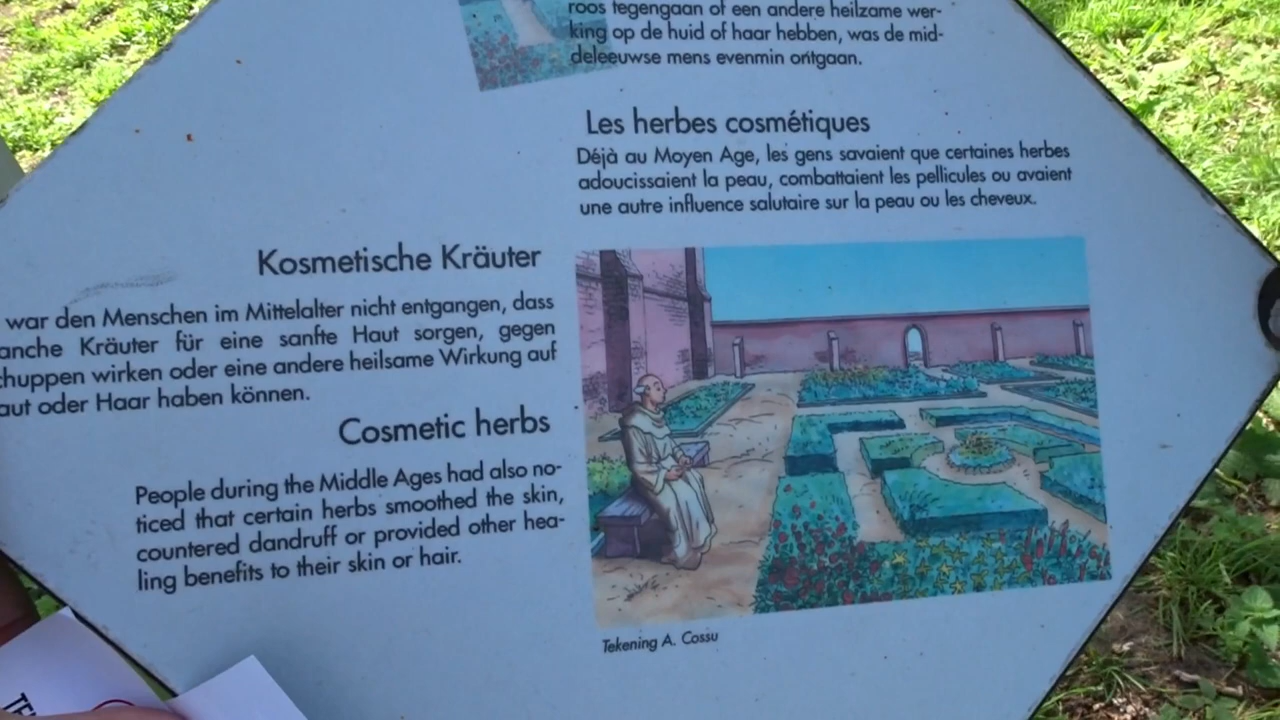 roos tegengaan of een andere heilzame wer-
king op de huid of haar hebben, was de mid-
deleeuwse mens evenmin ontgaan.
Les herbes cosmétiques
Déjà au Moyen Age, les gens savaient que certaines herbes
adoucissaient la peau, combattaient les pellicules ou avaient
une autre influence salutaire sur la peau ou les cheveux.
Kosmetische Kräuter
war den Menschen im Mittelalter nicht entgangen, dass
anche Kräuter für eine sanfte Haut sorgen, gegen
chuppen wirken oder eine andere heilsame Wirkung auf
aut oder Haar haben können.
Cosmetic herbs
People during the Middle Ages had also no-
ticed that certain herbs smoothed the skin,
countered dandruff or provided other hea-
ling benefits to their skin or hair.
Tekening A. Cossu